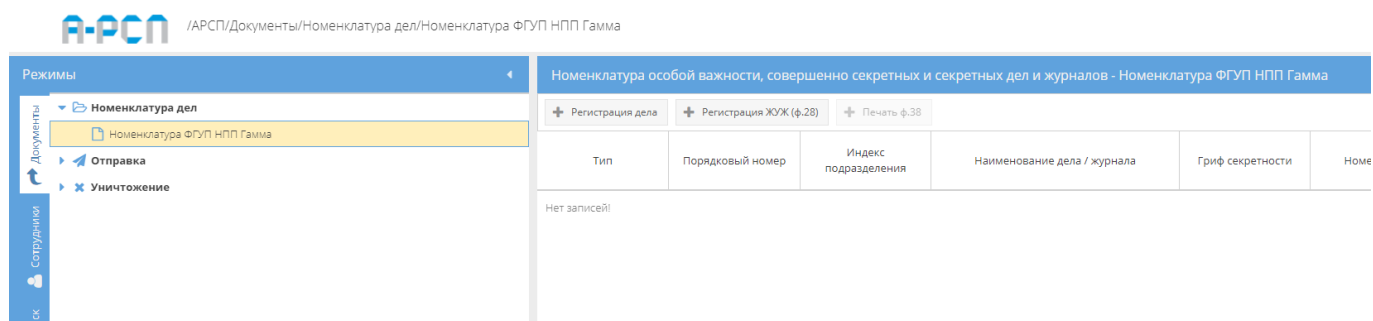 А-РСП
/АРСП/Документы/Номенклатура дел/Номенклатура ФГУП НПП Гамма
Режимы
Документы
Сотрудники
ск
Номенклатура дел
Номенклатура ФГУП НПП Гамма
Отправка
Уничтожение
Номенклатура особой важности, совершенно секретных и секретных дел и журналов - Номенклатура ФГУП НПП Гамма
Регистрация дела
Регистрация ЖУЖ (ф.28)
Печать ф.38
Тип
Порядковый номер
Индекс
подразделения
Наименование дела / журнала
Гриф секретности
Номе
Нет записей!